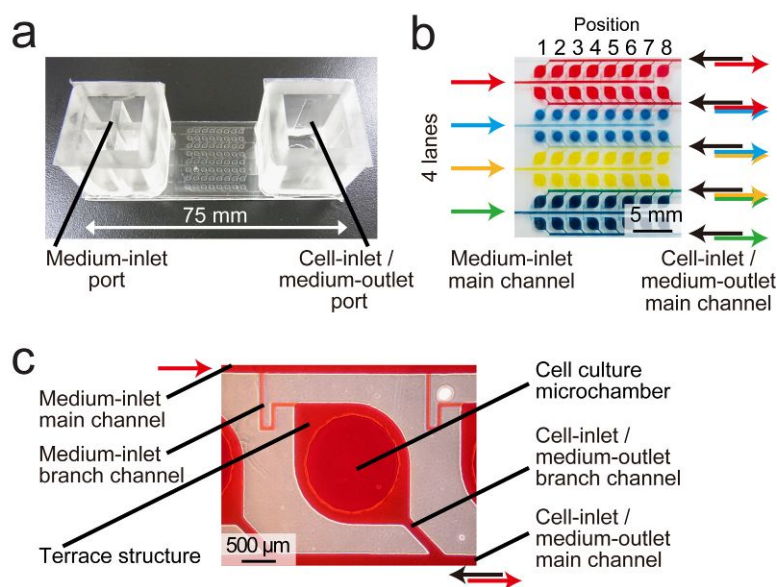 a
75 mm
Medium-inlet
port
Cell-inlet /
medium-outlet
port
b
Position
1 2 3 4 5 6 7 8
4 lanes
5 mm
Medium-inlet
main channel
Cell-inlet /
medium-outlet
main channel
c
Medium-inlet
main channel
Medium-inlet
branch channel
Terrace structure
500 µm
Cell culture
microchamber
Cell-inlet /
medium-outlet
branch channel
Cell-inlet /
medium-outlet
main channel